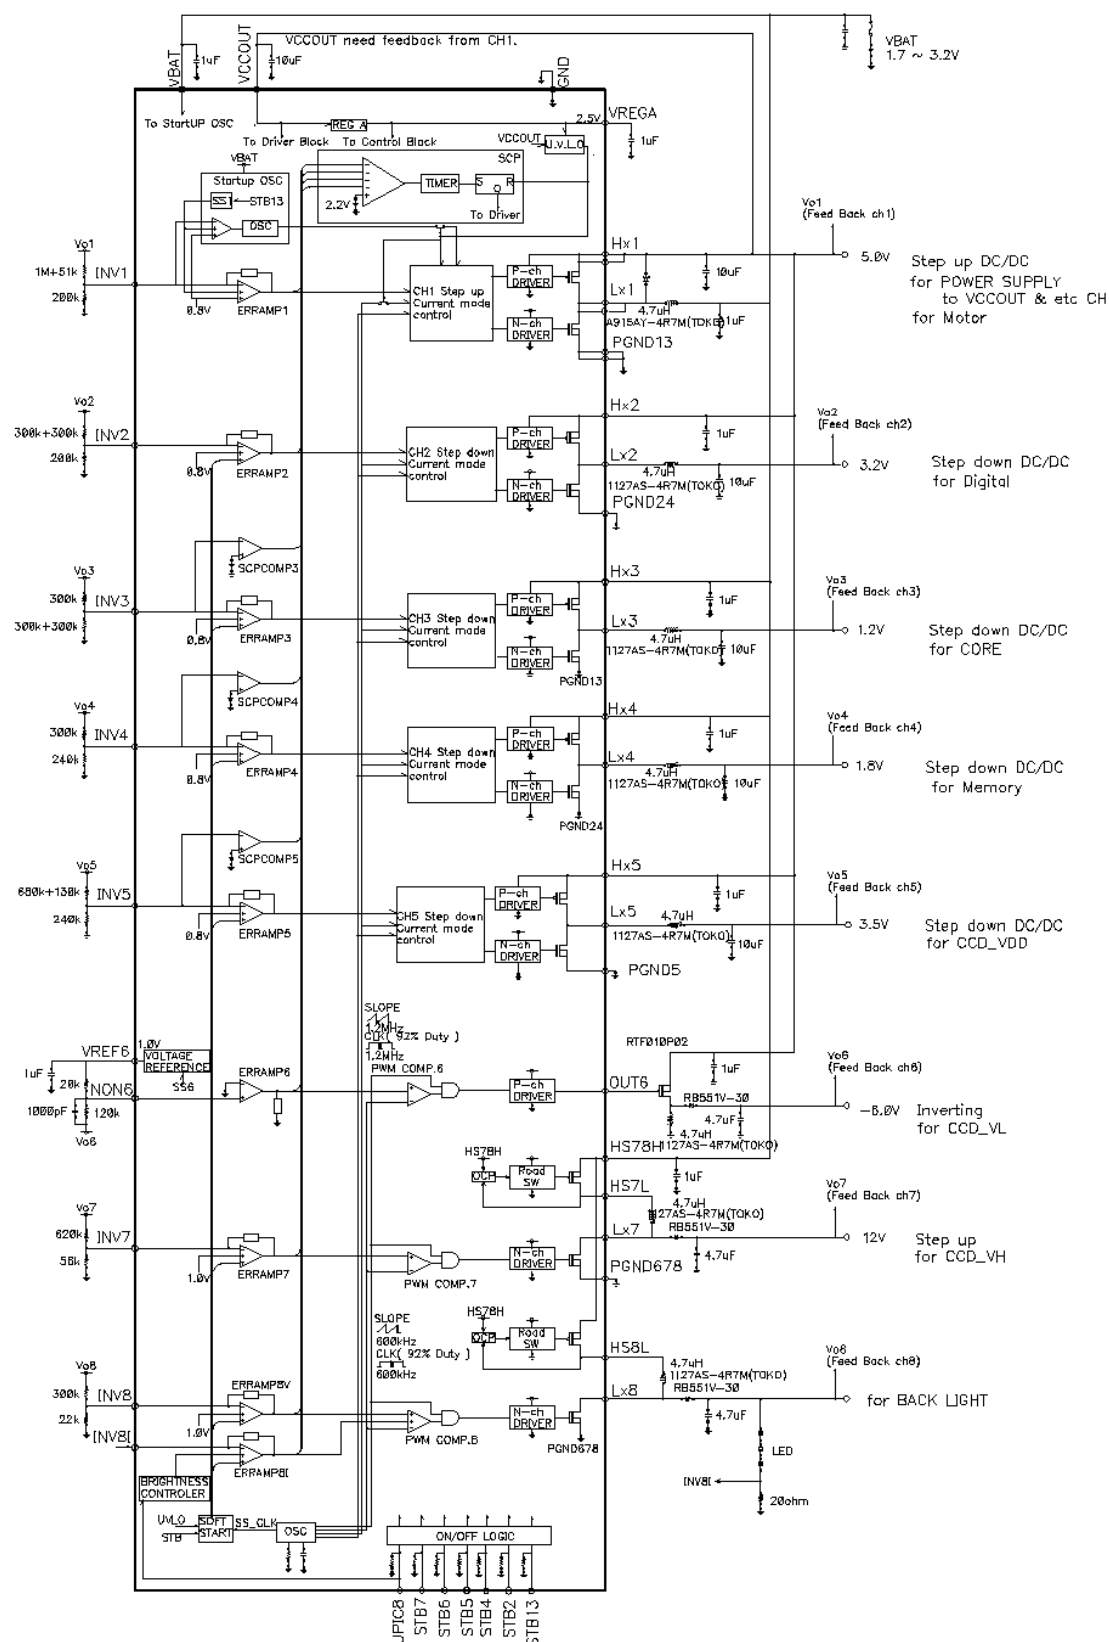 VBAT
1.7 ~ 3.2V
VBAT
1uF
VCCOUT
10uF
VCCOUT need feedback from CH1.
GND
To StartUP OSC
REG A
2.5V
VREGA
1uF
To Driver Block
To Control Block
VCCOUT
U.V.L.O
SCP
VBAT
Startup OSC
SS1
STB13
OSC
2.2V
TIMER
S
R
Q
To Driver
Vo1
1M+51k
INV1
200k
0.8V
ERRAMP1
CH1 Step up
Current mode
control
P-ch
DRIVER
N-ch
DRIVER
Hx1
Lx1
10uF
4.7uH
A915AY-4R7M(TOKO)
1uF
PGND13
Vo1
(Feed Back ch1)
5.0V
Step up DC/DC
for POWER SUPPLY
to VCCOUT & etc CH
for Motor
Vo2
300k+300k
INV2
200k
0.8V
ERRAMP2
CH2 Step down
Current mode
control
P-ch
DRIVER
N-ch
DRIVER
Hx2
1uF
Lx2
4.7uH
1127AS-4R7M(TOKO)
10uF
PGND24
Vo2
(Feed Back ch2)
3.2V
Step down DC/DC
for Digital
SCPCOMP3
Vo3
300k
INV3
300k+300k
0.8V
ERRAMP3
CH3 Step down
Current mode
control
P-ch
DRIVER
N-ch
DRIVER
Hx3
1uF
Lx3
4.7uH
1127AS-4R7M(TOKO)
10uF
PGND13
Vo3
(Feed Back ch3)
1.2V
Step down DC/DC
for CORE
SCPCOMP4
Vo4
300k
INV4
240k
0.8V
ERRAMP4
CH4 Step down
Current mode
control
P-ch
DRIVER
N-ch
DRIVER
Hx4
1uF
Lx4
4.7uH
1127AS-4R7M(TOKO)
10uF
PGND24
Vo4
(Feed Back ch4)
1.8V
Step down DC/DC
for Memory
SCPCOMP5
Vo5
680k+130k
INV5
240k
0.8V
ERRAMP5
CH5 Step down
Current mode
control
P-ch
DRIVER
N-ch
DRIVER
Hx5
1uF
Lx5
4.7uH
1127AS-4R7M(TOKO)
10uF
PGND5
Vo5
(Feed Back ch5)
3.5V
Step down DC/DC
for CCD_VDD
SLOPE
1.2MHz
CLK( 92% Duty )
1.2MHz
PWM COMP.6
VREF6
1.0V
VOLTAGE
REFERENCE
SS6
1uF
20k
NON6
1000pF
120k
Vo6
ERRAMP6
P-ch
DRIVER
OUT6
RTF010P02
1uF
RB551V-30
4.7uF
4.7uH
1127AS-4R7M(TOKO)
Vo6
(Feed Back ch6)
-6.0V
Inverting
for CCD_VL
HS78H
HS78H
OCP
Road
SW
1uF
HS7L
4.7uH
1127AS-4R7M(TOKO)
RB551V-30
Vo7
620k
INV7
56k
1.0V
ERRAMP7
PWM COMP.7
N-ch
DRIVER
Lx7
4.7uF
PGND678
Vo7
(Feed Back ch7)
12V
Step up
for CCD_VH
SLOPE
600kHz
CLK( 92% Duty )
600kHz
HS78H
OCP
Road
SW
HS8L
4.7uH
1127AS-4R7M(TOKO)
RB551V-30
Vo8
300k
INV8
22k
INV8I
ERRAMP8V
1.0V
ERRAMP8I
PWM COMP.8
N-ch
DRIVER
Lx8
PGND678
4.7uF
Vo8
(Feed Back ch8)
for BACK LIGHT
LED
INV8I
20ohm
BRIGHTNESS
CONTROLER
UVLO
STB
SOFT
START
SS_CLK
OSC
ON/OFF LOGIC
UPIC8
STB7
STB6
STB5
STB4
STB2
STB13